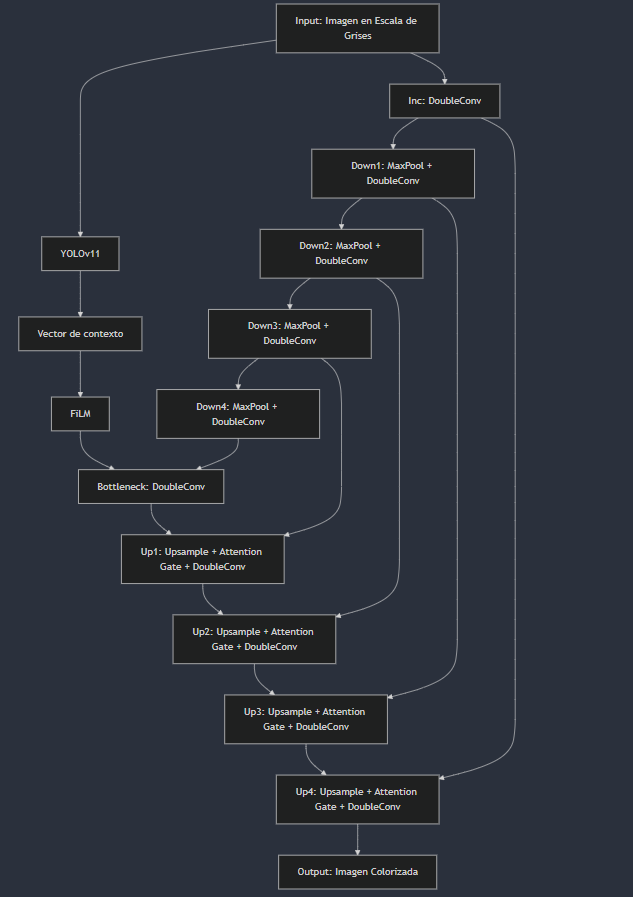 Input: Imagen en Escala de
Grises
Inc: DoubleConv
Down1: MaxPool +
DoubleConv
Down2: MaxPool +
DoubleConv
YOLOv11
Down3: MaxPool +
DoubleConv
Vector de contexto
Down4: MaxPool +
DoubleConv
FiLM
Bottleneck: DoubleConv
Up1: Upsample + Attention
Gate + DoubleConv
Up2: Upsample + Attention
Gate + DoubleConv
Up3: Upsample + Attention
Gate + DoubleConv
Up4: Upsample + Attention
Gate + DoubleConv
Output: Imagen Colorizada